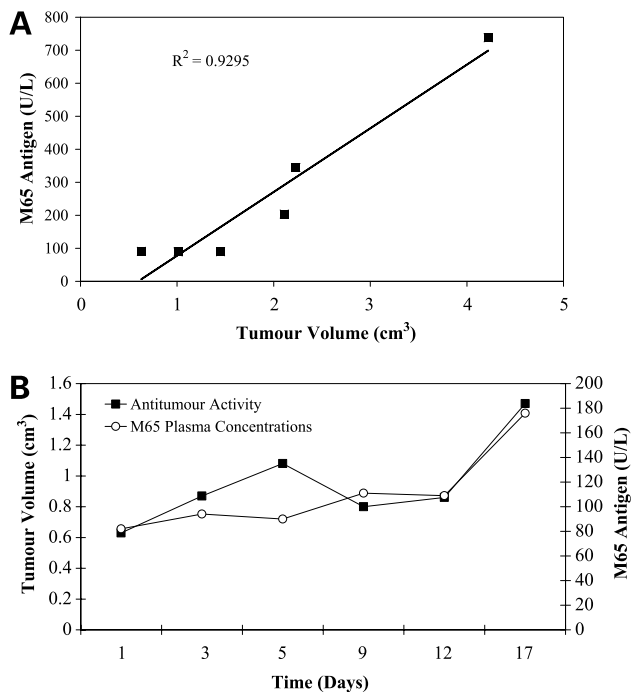 A
800
700
600
500
400
300
200
100
0
M65 Antigen (U/L)
R² = 0.9295
0 1 2 3 4 5
Tumour Volume (cm³)
B
1.6
1.4
1.2
1
0.8
0.6
0.4
0.2
0
Tumour Volume (cm³)
Antitumour Activity
M65 Plasma Concentrations
200
180
160
140
120
100
80
60
40
20
0
M65 Antigen (U/L)
1 3 5 9 12 17
Time (Days)